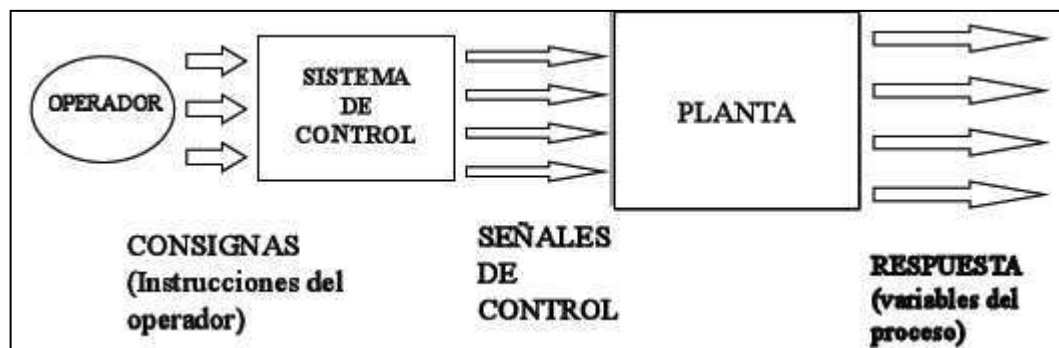 OPERADOR
SISTEMA
DE
CONTROL
PLANTA
CONSIGNAS
(Instrucciones del
operador)
SEÑALES
DE
CONTROL
RESPUESTA
(variables del
proceso)